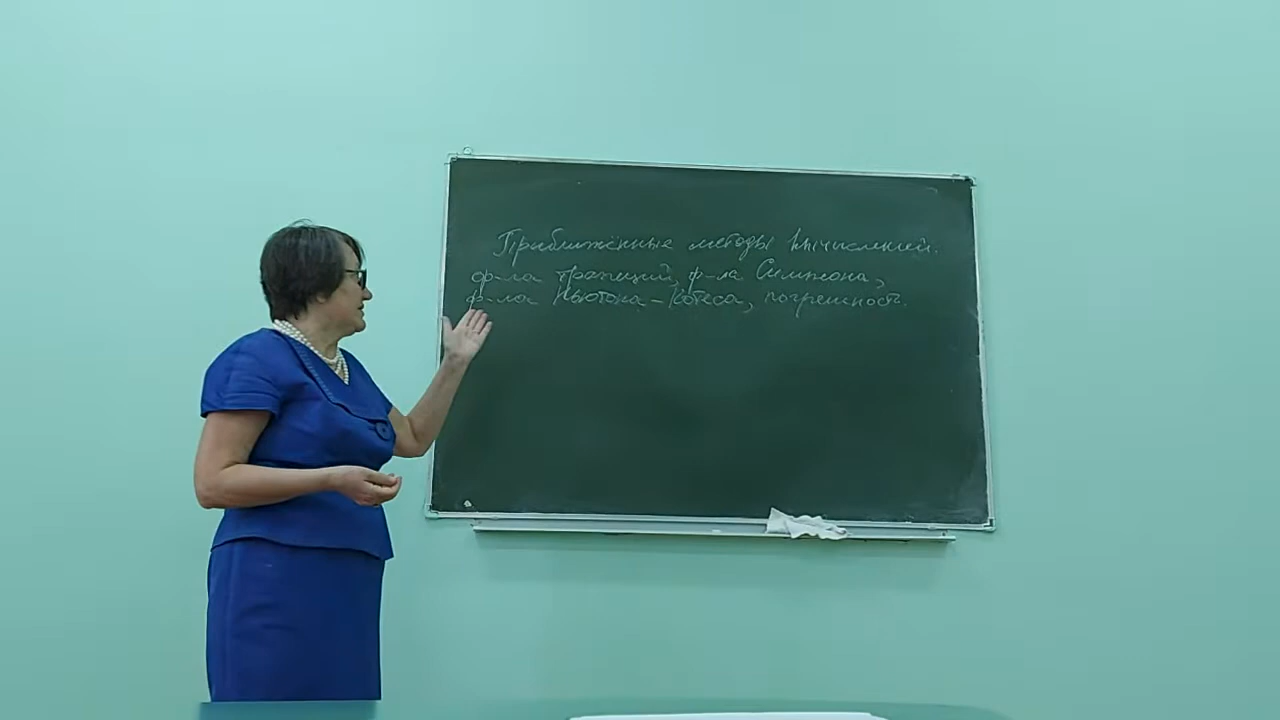 Приближённые методы вычислений.
ф-ла трапеций, ф-ла Симпсона,
ф-ла Ньютона – Котеса, погрешность.